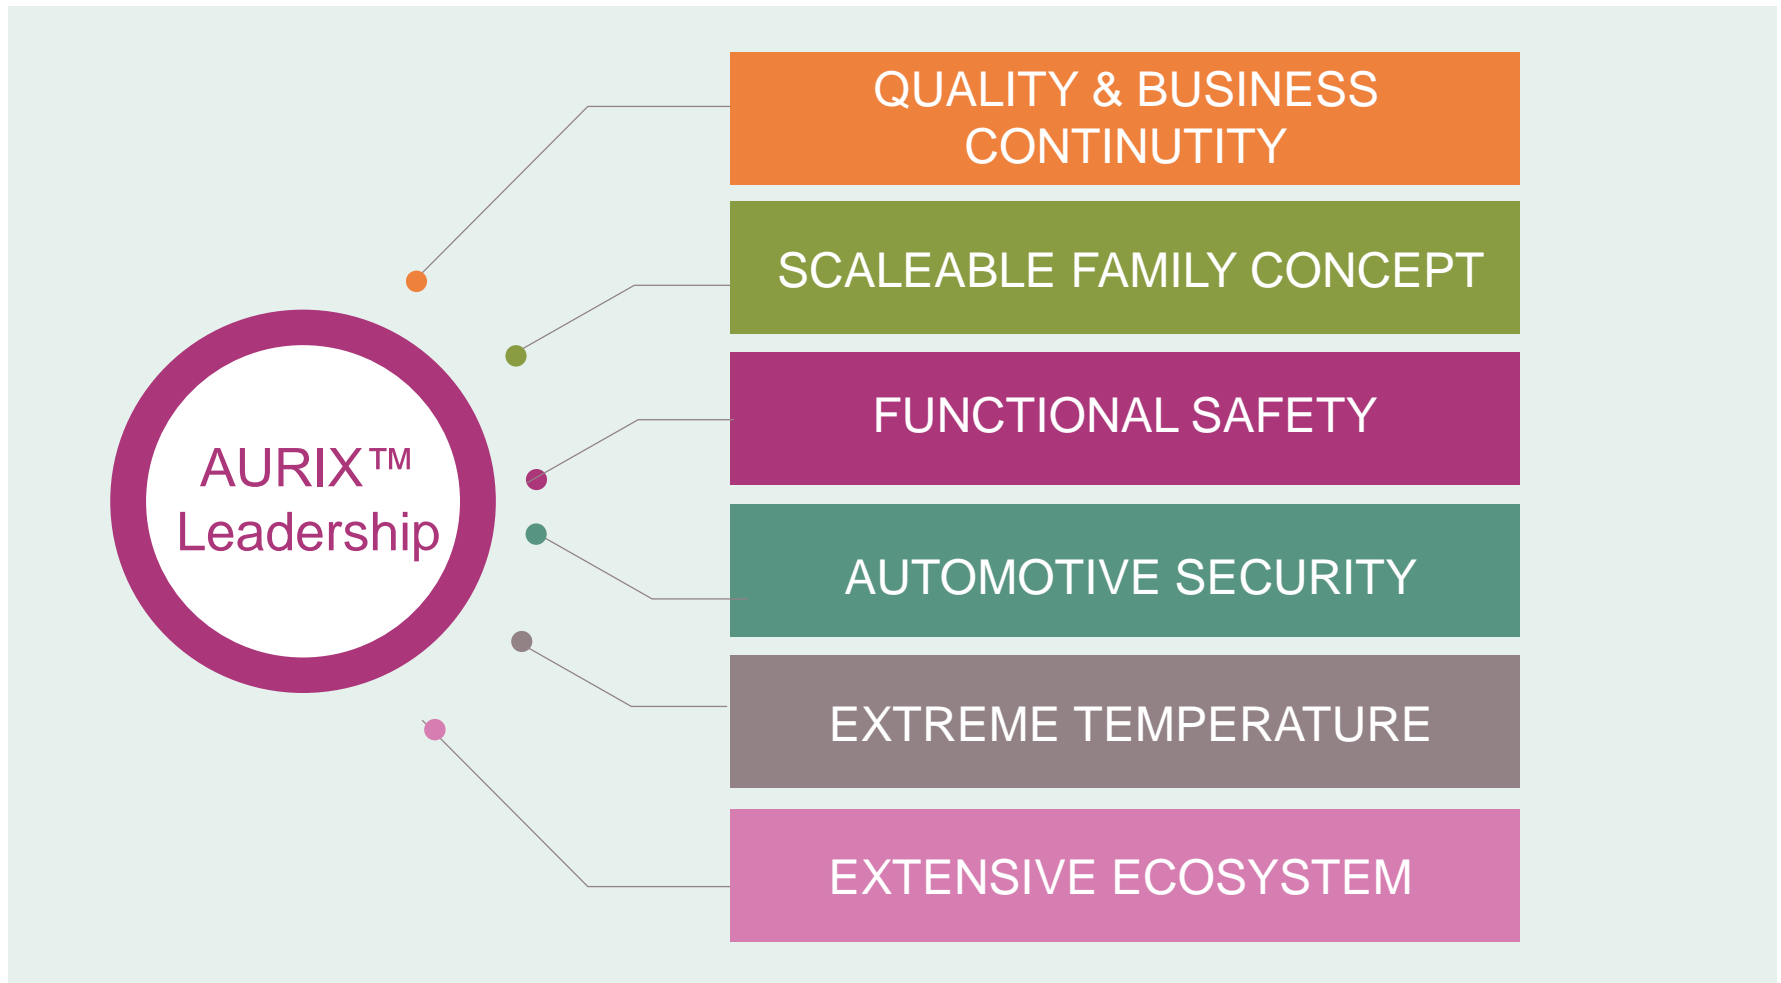 QUALITY & BUSINESS
CONTINUTITY
SCALEABLE FAMILY CONCEPT
FUNCTIONAL SAFETY
AURIX™
Leadership
AUTOMOTIVE SECURITY
EXTREME TEMPERATURE
EXTENSIVE ECOSYSTEM